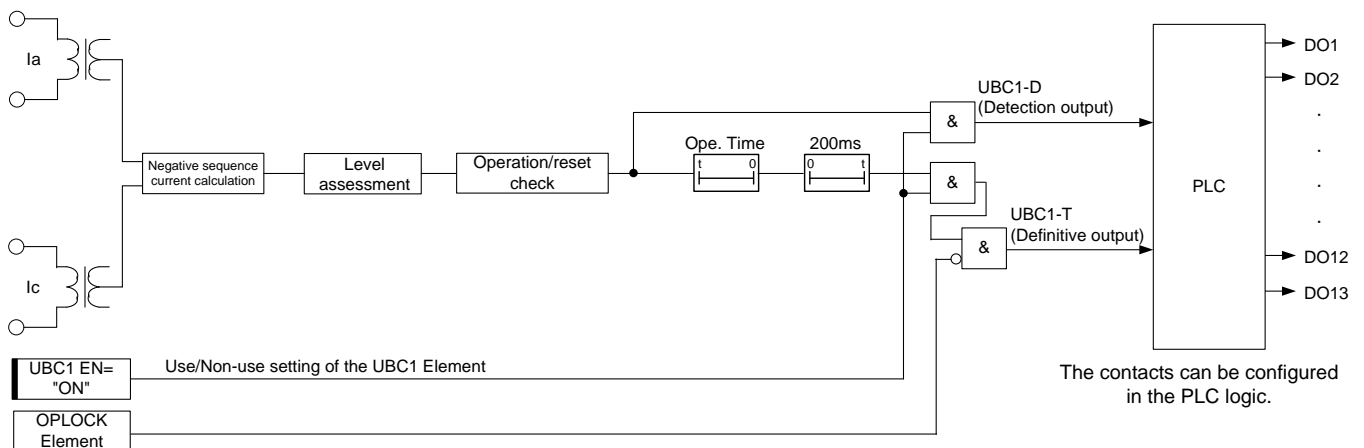 Ia
Ic
Negative sequence
current calculation
Level
assessment
Operation/reset
check
Ope. Time
t 0
200ms
0 t
&
&
&
UBC1-D
(Detection output)
UBC1-T
(Definitive output)
PLC
DO1
DO2
.
.
.
.
DO12
DO13
UBC1 EN=
"ON"
Use/Non-use setting of the UBC1 Element
OPLOCK
Element
The contacts can be configured
in the PLC logic.